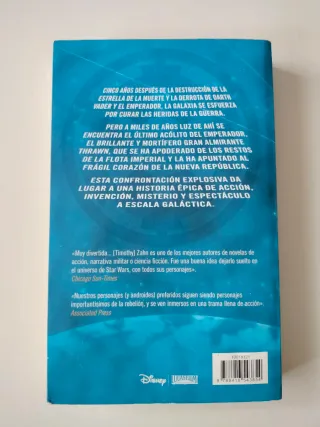 CINCO AÑOS DESPUÉS DE LA DESTRUCCIÓN DE LA
ESTRELLA DE LA MUERTE Y LA DERROTA DE DARTH
VADER Y EL EMPERADOR, LA GALAXIA SE ESFUERZA
POR CURAR LAS HERIDAS DE LA GUERRA.
PERO A MILES DE AÑOS LUZ DE AHÍ SE
ENCUENTRA EL ÚLTIMO ACÓLITO DEL EMPERADOR,
EL BRILLANTE Y MORTÍFERO GRAN ALMIRANTE
THRAWN, QUE SE HA APODERADO DE LOS RESTOS
DE LA FLOTA IMPERIAL Y LA HA APUNTADO AL
FRÁGIL CORAZÓN DE LA NUEVA REPÚBLICA.
ESTA CONFRONTACIÓN EXPLOSIVA DA
LUGAR A UNA HISTORIA ÉPICA DE ACCIÓN,
INVENCIÓN, MISTERIO Y ESPECTÁCULO
A ESCALA GALÁCTICA.
«Muy divertida... [Timothy] Zahn es uno de los mejores autores de novelas de
acción, narrativa militar o ciencia ficción. Fue una buena idea dejarlo suelto en
el universo de Star Wars, con todos sus personajes».
Chicago Sun-Times
«Nuestros personajes (y androides) preferidos siguen siendo personajes
importantísimos de la rebelión, y se ven inmersos en una trama llena de acción».
Associated Press
Disney